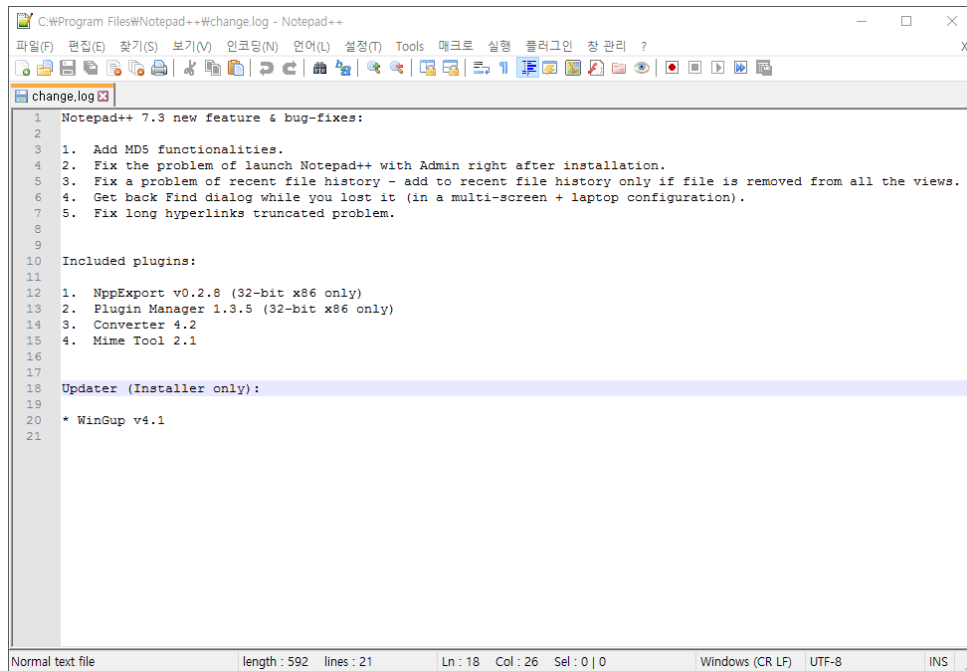 C:₩Program Files₩Notepad++₩change.log - Notepad++
파일(F) 편집(E) 찾기(S) 보기(V) 인코딩(N) 언어(L) 설정(T) Tools 매크로 실행 플러그인 창 관리 ? X
change.log
1 Notepad++ 7.3 new feature & bug-fixes:
2
3 1. Add MD5 functionalities.
4 2. Fix the problem of launch Notepad++ with Admin right after installation.
5 3. Fix a problem of recent file history - add to recent file history only if file is removed from all the views.
6 4. Get back Find dialog while you lost it (in a multi-screen + laptop configuration).
7 5. Fix long hyperlinks truncated problem.
8
9
10 Included plugins:
11
12 1. NppExport v0.2.8 (32-bit x86 only)
13 2. Plugin Manager 1.3.5 (32-bit x86 only)
14 3. Converter 4.2
15 4. Mime Tool 2.1
16
17
18 Updater (Installer only):
19
20 * WinGup v4.1
21
Normal text file length : 592 lines : 21 Ln : 18 Col : 26 Sel : 0 | 0 Windows (CR LF) UTF-8 INS